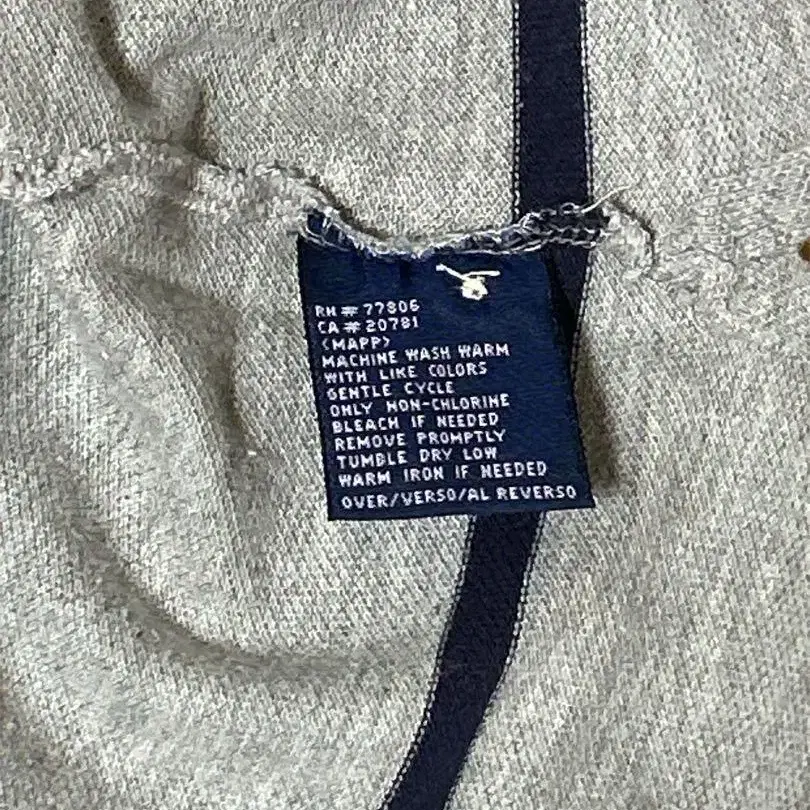 RN # 77806
CA # 20781
(MAPP)
MACHINE WASH WARM
WITH LIKE COLORS
GENTLE CYCLE
ONLY NON-CHLORINE
BLEACH IF NEEDED
REMOVE PROMPTLY
TUMBLE DRY LOW
WARM IRON IF NEEDED
OVER/VERSO/AL REVERSO